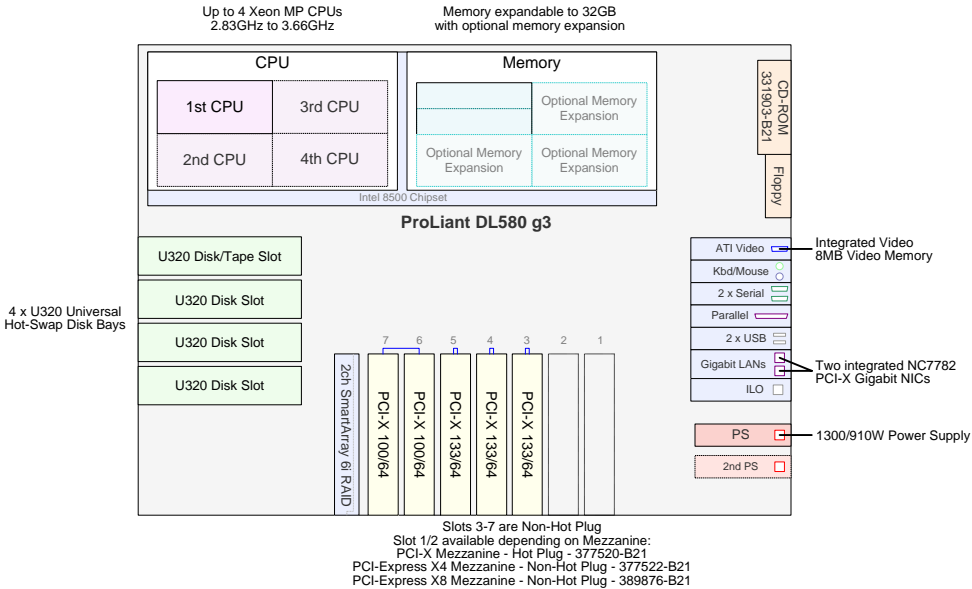 Up to 4 Xeon MP CPUs
2.83GHz to 3.66GHz
Memory expandable to 32GB
with optional memory expansion
CPU
Memory
1st CPU
3rd CPU
2nd CPU
4th CPU
Optional Memory
Expansion
Optional Memory
Expansion
Optional Memory
Expansion
Intel 8500 Chipset
CD-ROM
331903-B21
Floppy
ProLiant DL580 g3
U320 Disk/Tape Slot
U320 Disk Slot
U320 Disk Slot
U320 Disk Slot
4 x U320 Universal
Hot-Swap Disk Bays
ATI Video
Kbd/Mouse
2 x Serial
Parallel
2 x USB
Gigabit LANs
ILO
Integrated Video
8MB Video Memory
Two integrated NC7782
PCI-X Gigabit NICs
PS
2nd PS
1300/910W Power Supply
7
6
5
4
3
2
1
2ch SmartArray 6i RAID
PCI-X 100/64
PCI-X 100/64
PCI-X 133/64
PCI-X 133/64
PCI-X 133/64
Slots 3-7 are Non-Hot Plug
Slot 1/2 available depending on Mezzanine:
PCI-X Mezzanine - Hot Plug - 377520-B21
PCI-Express X4 Mezzanine - Non-Hot Plug - 377522-B21
PCI-Express X8 Mezzanine - Non-Hot Plug - 389876-B21